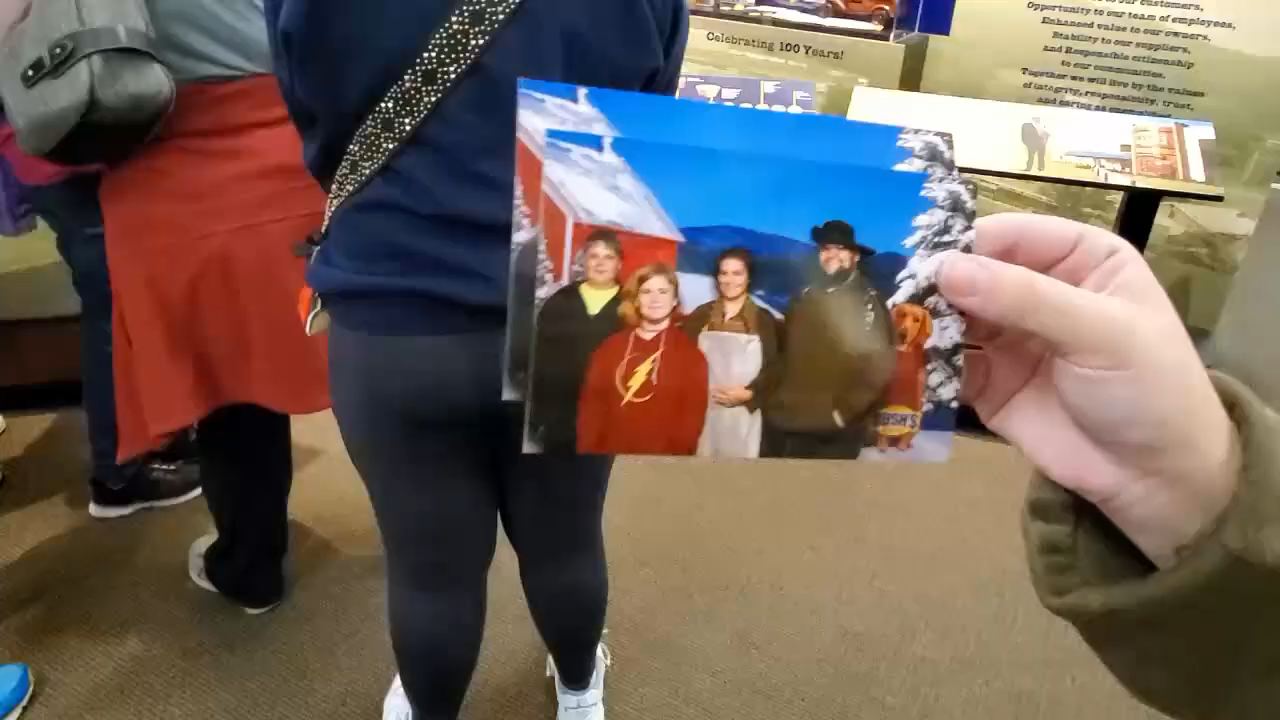 to our customers,
Opportunity to our team of employees,
Enhanced value to our owners,
Stability to our suppliers,
and Responsible citizenship
to our communities.
Together we will live by the values
of integrity, responsibility, trust,
and caring as
Celebrating 100 Years!
BUSH'S